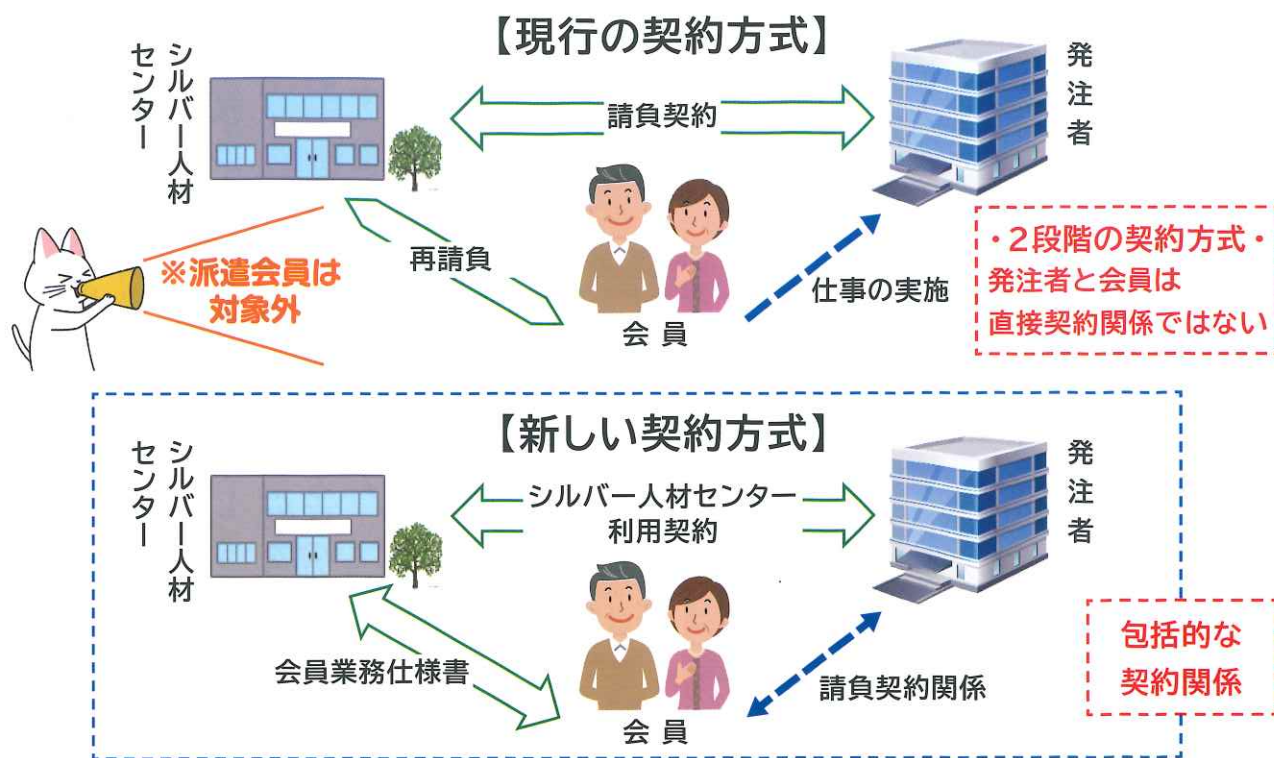 【現行の契約方式】
シルバー人材
センター
請負契約
発注者
再請負
※派遣会員は
対象外
会員
仕事の実施
・2段階の契約方式・
発注者と会員は
直接契約関係ではない
【新しい契約方式】
シルバー人材
センター
シルバー人材センター
利用契約
発注者
会員業務仕様書
会員
請負契約関係
包括的な
契約関係